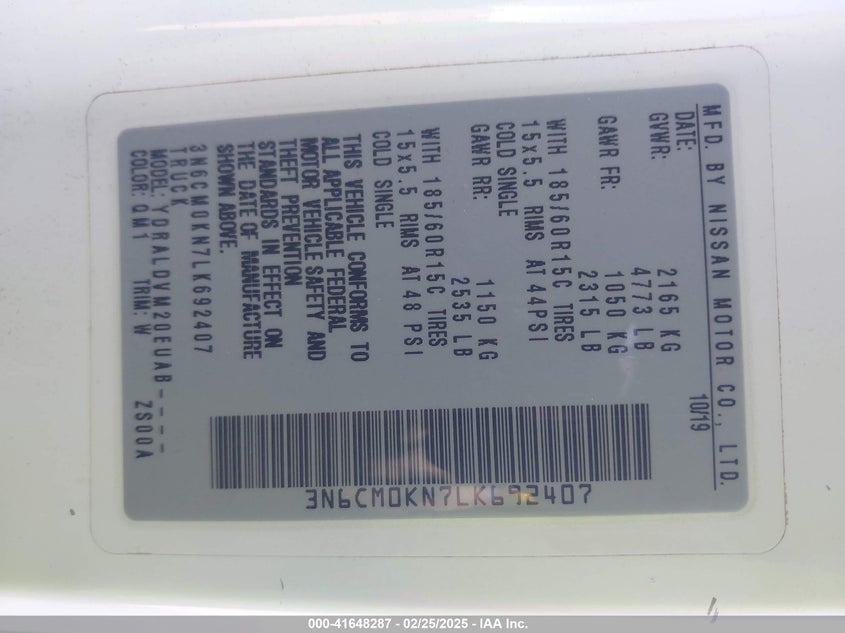 MFD. BY NISSAN MOTOR CO., LTD.
DATE: 10/19
GVWR: 2165 KG
4773 LB
GAWR FR: 1050 KG
2315 LB
WITH 185/60R15C TIRES
15x5.5 RIMS AT 44PSI
COLD SINGLE
GAWR RR: 1150 KG
2535 LB
WITH 185/60R15C TIRES
15x5.5 RIMS AT 48 PSI
COLD SINGLE
THIS VEHICLE CONFORMS TO
ALL APPLICABLE FEDERAL
MOTOR VEHICLE SAFETY AND
THEFT PREVENTION
STANDARDS IN EFFECT ON
THE DATE OF MANUFACTURE
SHOWN ABOVE.
3N6CM0KN7LK692407
TRUCK
MODEL: YDRALDVM20EUAB-----
COLOR: QM1 TRIM: W ZS00A
3N6CM0KN7LK692407
000-41648287 - 02/25/2025 - IAA Inc.